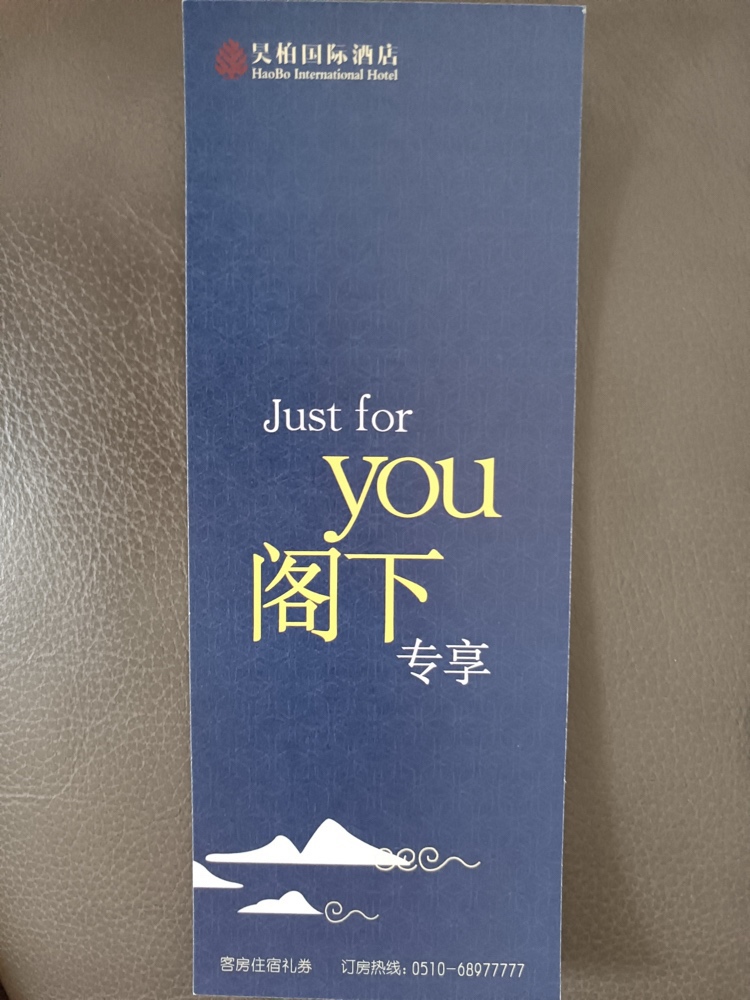 昊柏国际酒店
HaoBo International Hotel
Just for
you
阁下
专享
客房住宿礼券 订房热线:0510-68977777